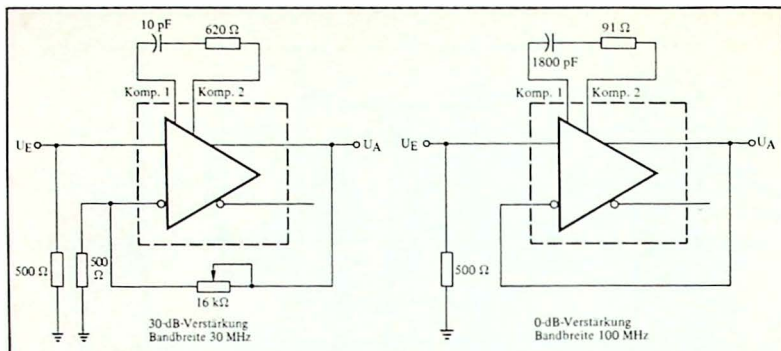 10 pF
620 Ω
Komp. 1
Komp. 2
UE
UA
500 Ω
500
Ω
16 kΩ
30-dB-Verstärkung
Bandbreite 30 MHz
91 Ω
1800 pF
Komp. 1
Komp. 2
UE
UA
500 Ω
0-dB-Verstärkung
Bandbreite 100 MHz